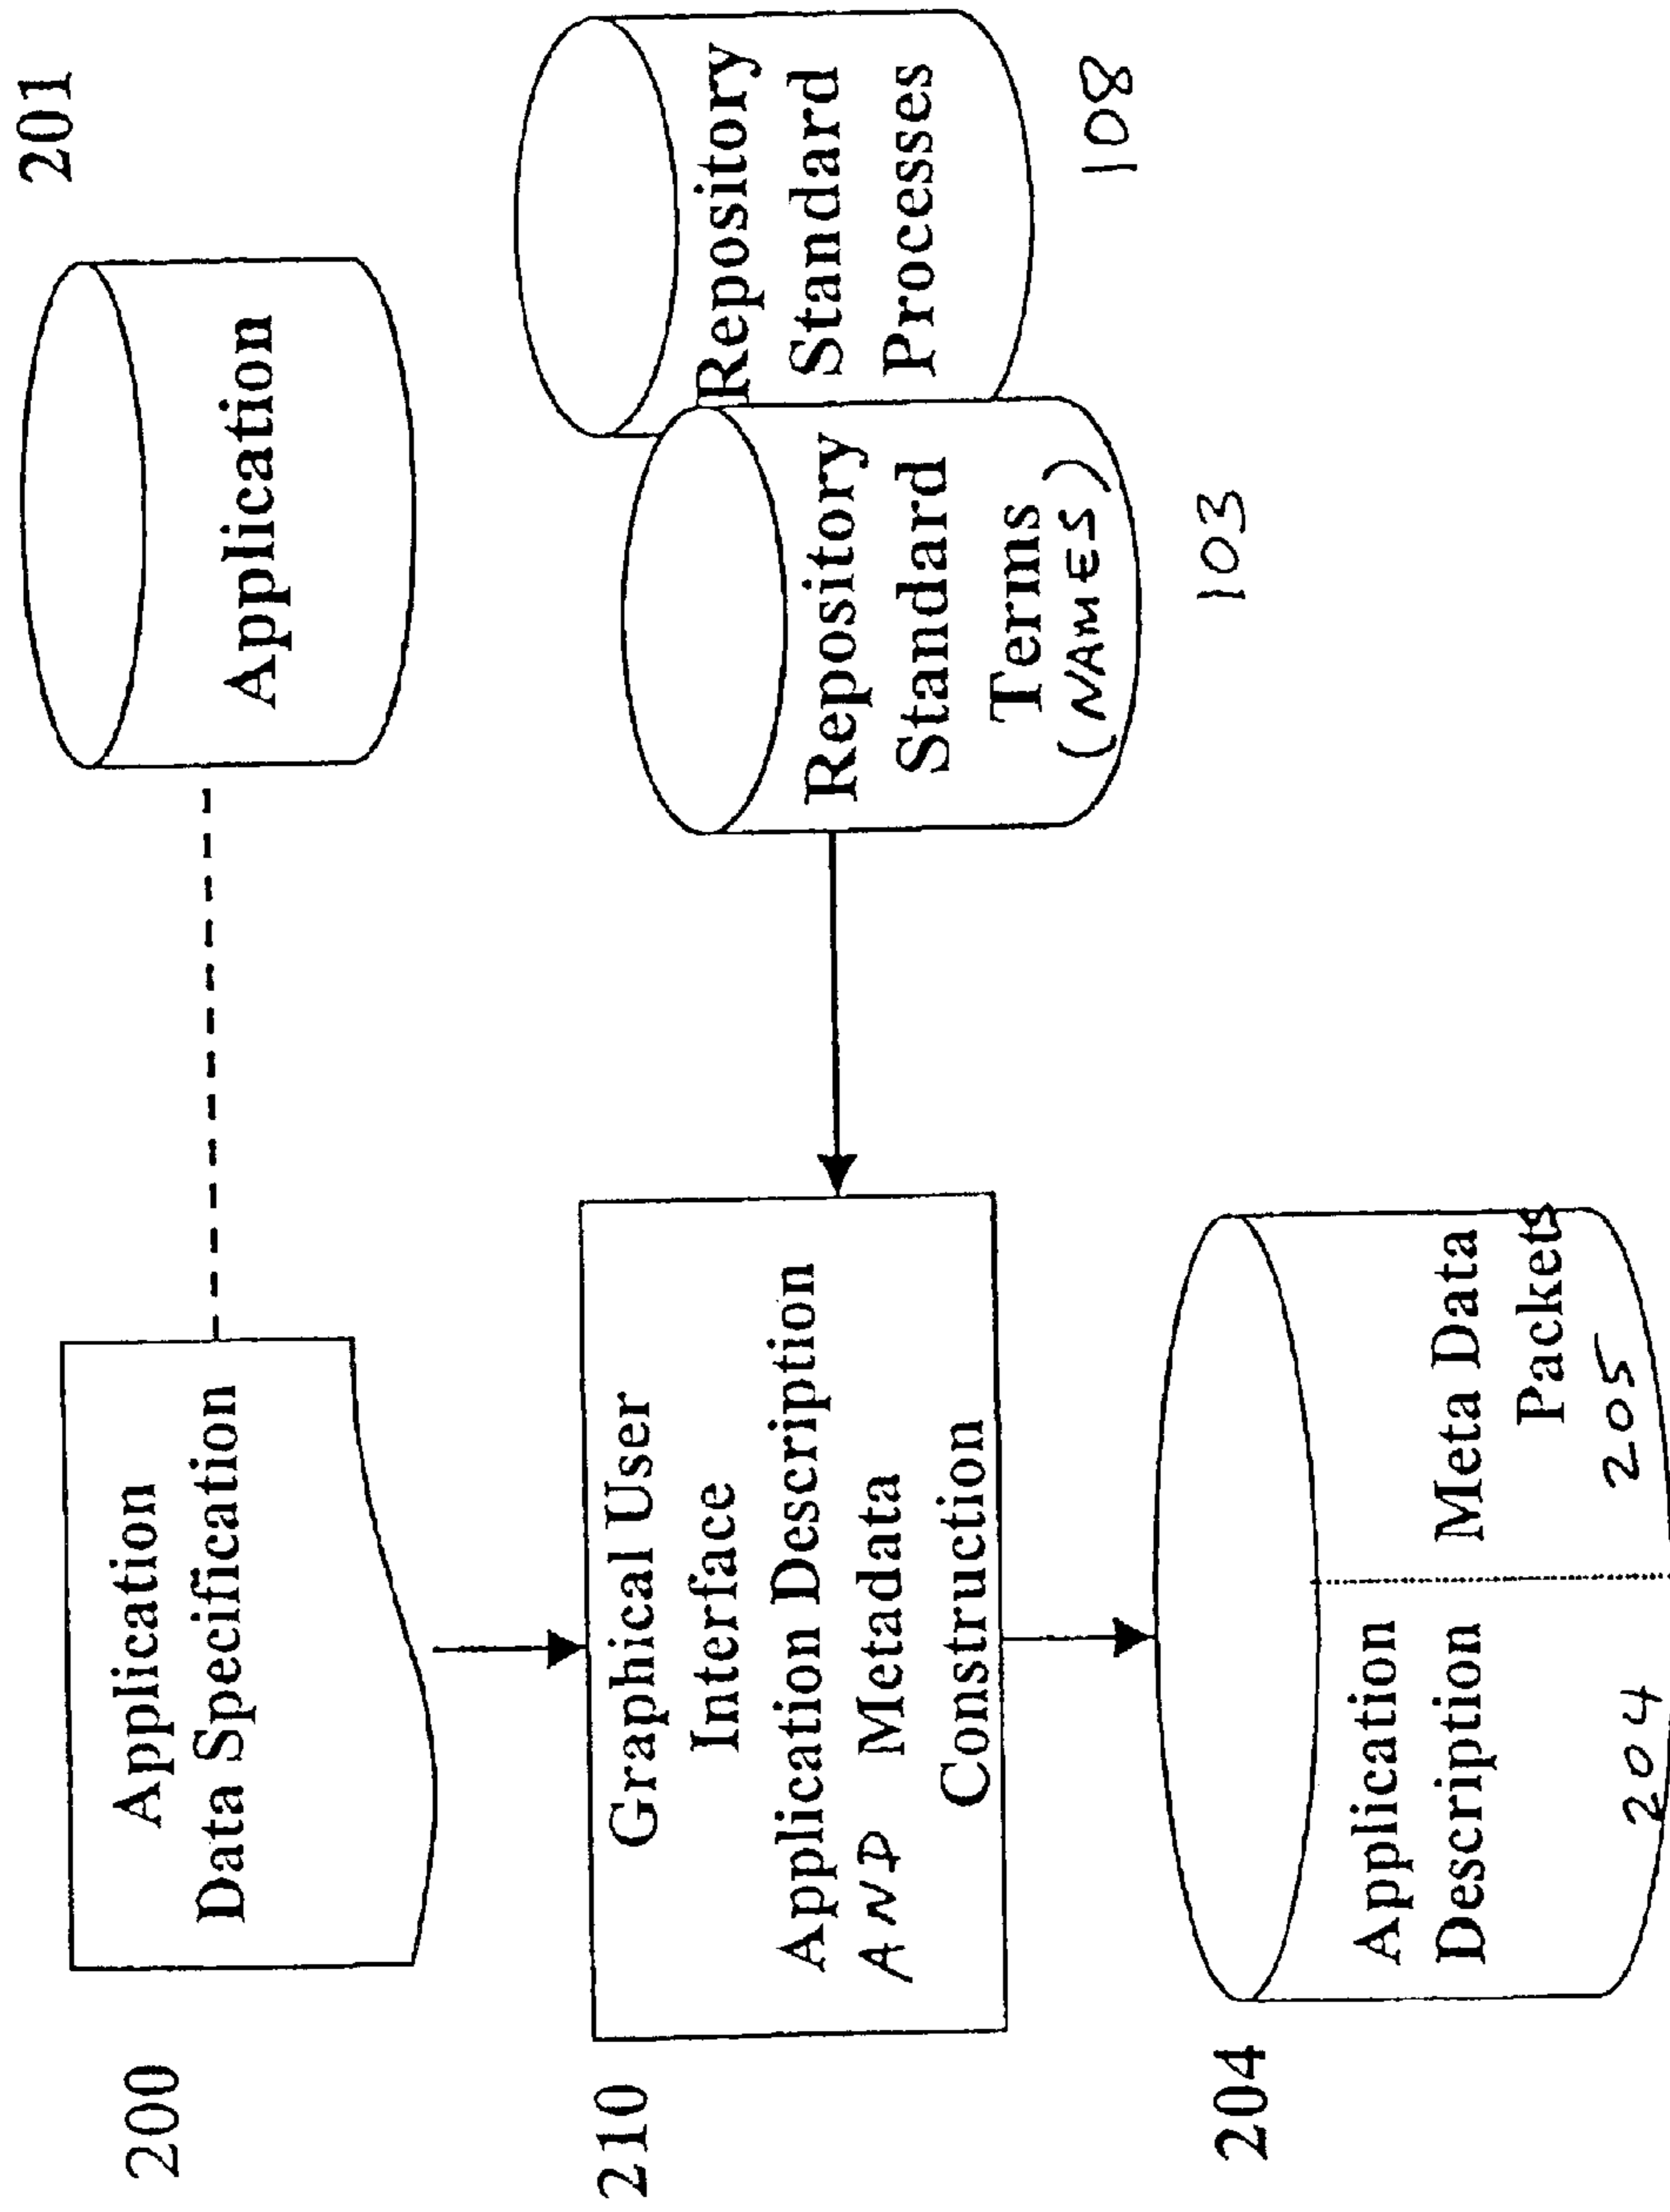 200
Application
Data Specification
Application
201
210
Graphical User
Interface
Application Description
AND Metadata
Construction
Repository
Standard
Terms
(NAMES)
103
Repository
Standard
Processes
108
204
Application
Description
204
Meta Data
Packets
205